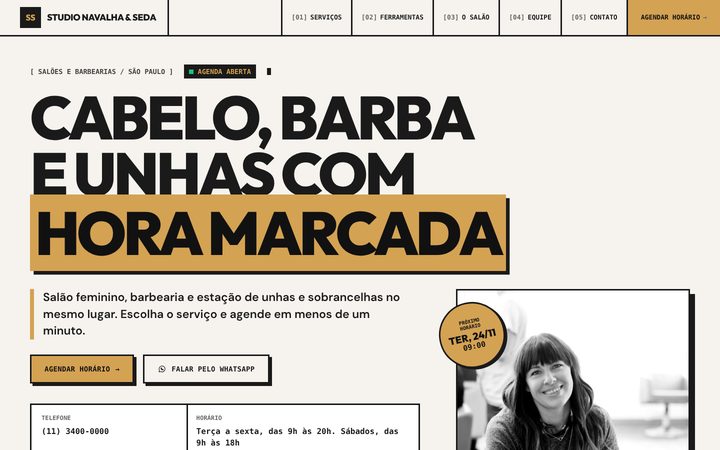 SS STUDIO NAVALHA & SEDA
[01] SERVIÇOS
[02] FERRAMENTAS
[03] O SALÃO
[04] EQUIPE
[05] CONTATO
AGENDAR HORÁRIO →
[ SALÕES E BARBEARIAS / SÃO PAULO ]
AGENDA ABERTA
CABELO, BARBA
E UNHAS COM
HORA MARCADA
Salão feminino, barbearia e estação de unhas e sobrancelhas no
mesmo lugar. Escolha o serviço e agende em menos de um
minuto.
AGENDAR HORÁRIO →
FALAR PELO WHATSAPP
PRÓXIMO
HORÁRIO
TER, 24/11
09:00
TELEFONE
(11) 3400-0000
HORÁRIO
Terça a sexta, das 9h às 20h. Sábados, das
9h às 18h